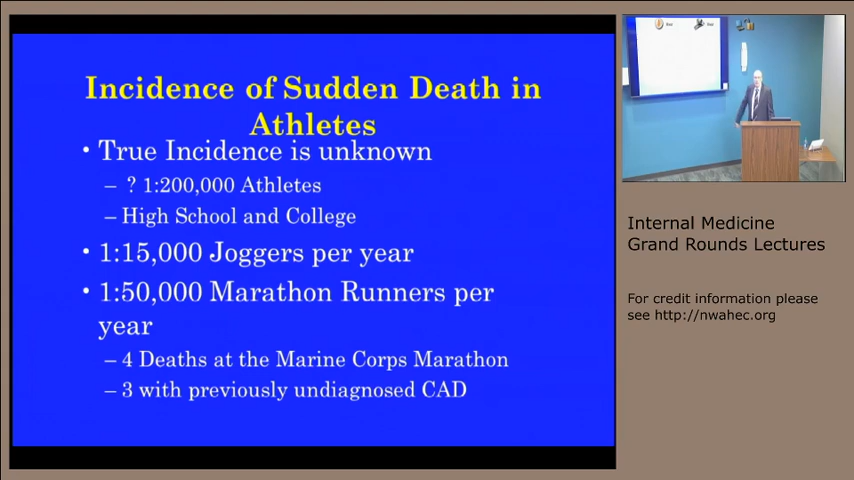 Incidence of Sudden Death in
Athletes
• True Incidence is unknown
– ? 1:200,000 Athletes
– High School and College
• 1:15,000 Joggers per year
• 1:50,000 Marathon Runners per
year
– 4 Deaths at the Marine Corps Marathon
– 3 with previously undiagnosed CAD
Internal Medicine
Grand Rounds Lectures
For credit information please
see http://nwahec.org